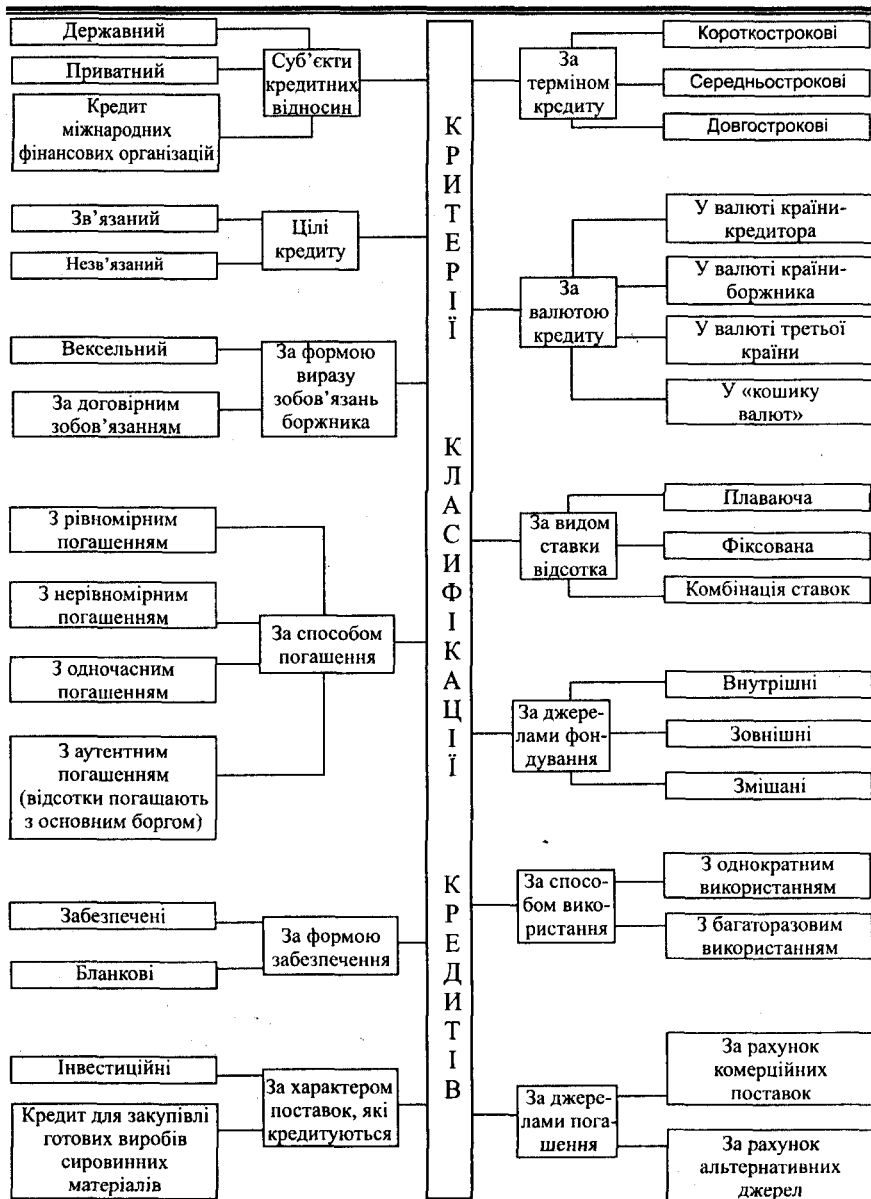 Державний
Приватний
Кредит
міжнародних
фінансових організацій
Суб’єкти
кредитних
відносин
Зв’язаний
Незв’язаний
Цілі
кредиту
Вексельний
За договірним
зобов’язанням
За формою
виразу
зобов’язань
боржника
З рівномірним
погашенням
З нерівномірним
погашенням
З одночасним
погашенням
З аутентним
погашенням
(відсотки погашають
з основним боргом)
За способом
погашення
Забезпечені
Бланкові
За формою
забезпечення
Інвестиційні
Кредит для закупівлі
готових виробів
сировинних
матеріалів
За характером
поставок, які
кредитуються
КРИТЕРІЇ
КЛАСИФІКАЦІЇ
КРЕДИТІВ
За
терміном
кредиту
Короткострокові
Середньострокові
Довгострокові
За
валютою
кредиту
У валюті країни-
кредитора
У валюті країни-
боржника
У валюті третьої
країни
У «кошику
валют»
За видом
ставки
відсотка
Плаваюча
Фіксована
Комбінація ставок
За джере-
лами фон-
дування
Внутрішні
Зовнішні
Змішані
За спосо-
бом вико-
ристання
З однократним
використанням
З багаторазовим
використанням
За джере-
лами пога-
шення
За рахунок
комерційних
поставок
За рахунок
альтернативних
джерел